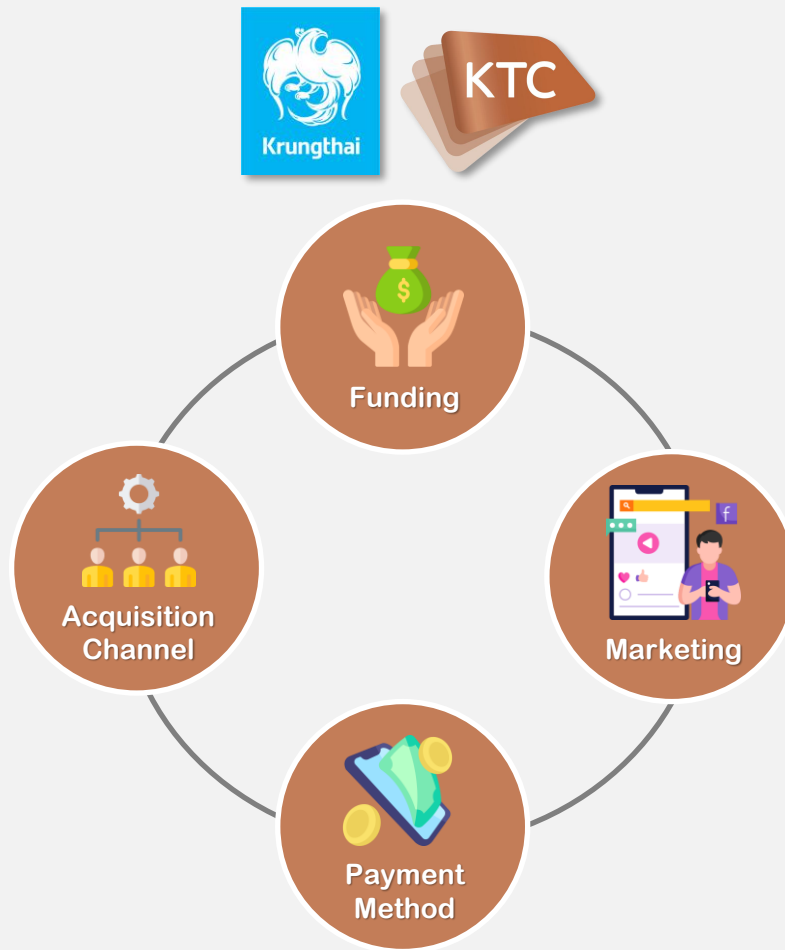 Krungthai
KTC
$
Funding
Acquisition
Channel
f
Marketing
Payment
Method